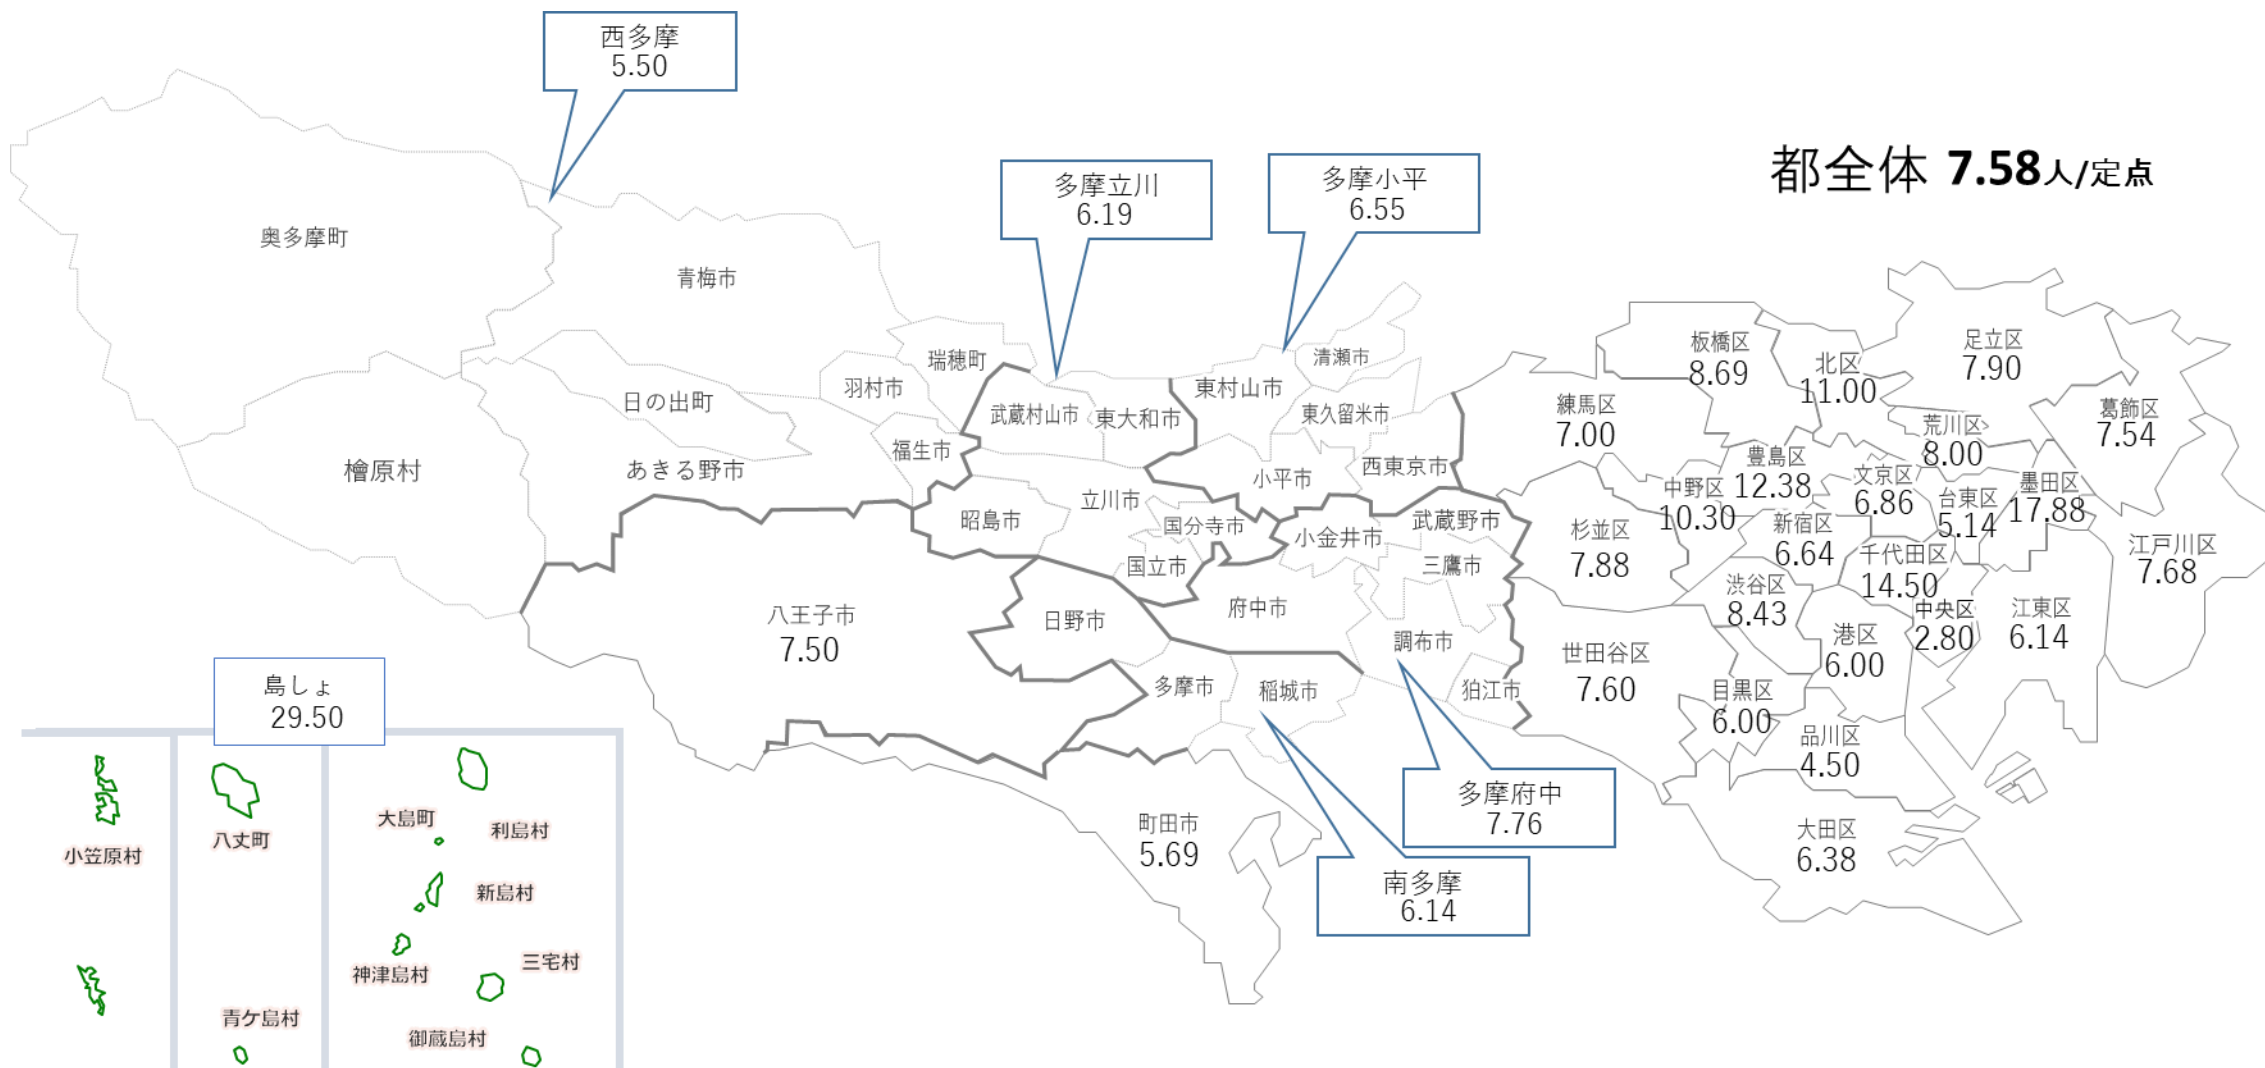 西多摩
5.50
多摩立川
6.19
多摩小平
6.55
都全体 7.58人/定点
奥多摩町
青梅市
瑞穂町
羽村市
日の出町
福生市
あきる野市
檜原村
武蔵村山市
東大和市
東村山市
清瀬市
東久留米市
小平市
西東京市
立川市
昭島市
国分寺市
国立市
小金井市
武蔵野市
三鷹市
府中市
調布市
狛江市
八王子市
7.50
日野市
多摩市
稲城市
町田市
5.69
多摩府中
7.76
南多摩
6.14
板橋区
8.69
北区
11.00
足立区
7.90
練馬区
7.00
荒川区
8.00
葛飾区
7.54
豊島区
12.38
文京区
6.86
台東区
5.14
墨田区
17.88
中野区
10.30
新宿区
6.64
杉並区
7.88
千代田区
14.50
江戸川区
7.68
渋谷区
8.43
中央区
2.80
江東区
6.14
港区
6.00
世田谷区
7.60
目黒区
6.00
品川区
4.50
大田区
6.38
島しょ
29.50
小笠原村
八丈町
青ケ島村
大島町
利島村
新島村
神津島村
三宅村
御蔵島村